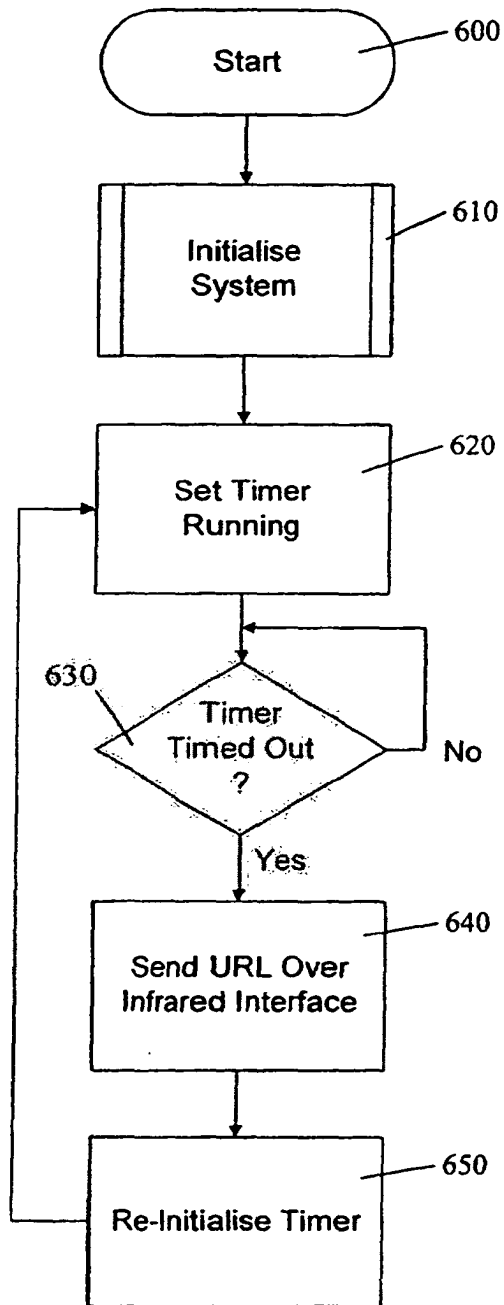 Start
600
610
Initialise
System
620
Set Timer
Running
630
Timer
Timed Out
?
No
Yes
640
Send URL Over
Infrared Interface
650
Re-Initialise Timer